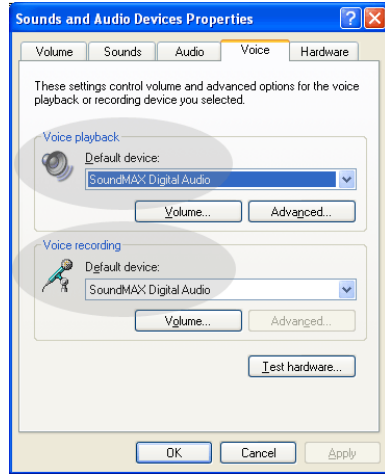 Sounds and Audio Devices Properties
Volume Sounds Audio Voice Hardware
These settings control volume and advanced options for the voice
playback or recording device you selected.
Voice playback
Default device:
SoundMAX Digital Audio
Volume... Advanced...
Voice recording
Default device:
SoundMAX Digital Audio
Volume... Advanced...
Test hardware...
OK Cancel Apply